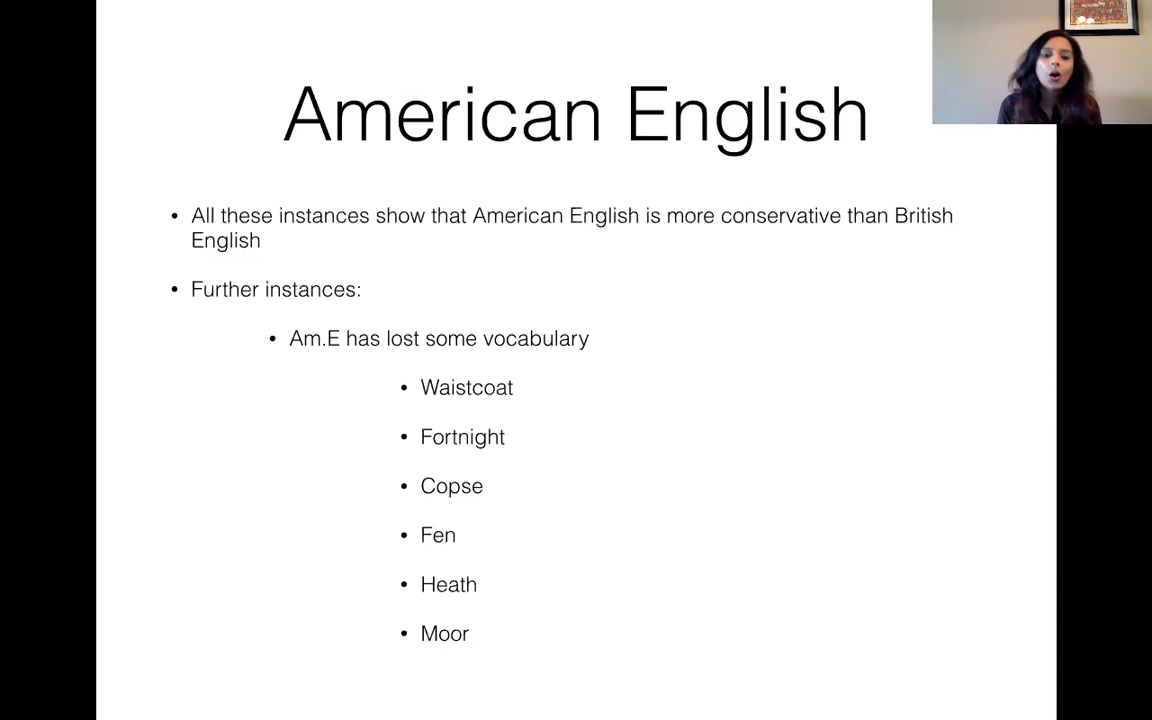 American English
• All these instances show that American English is more conservative than British
English
• Further instances:
• Am.E has lost some vocabulary
• Waistcoat
• Fortnight
• Copse
• Fen
• Heath
• Moor